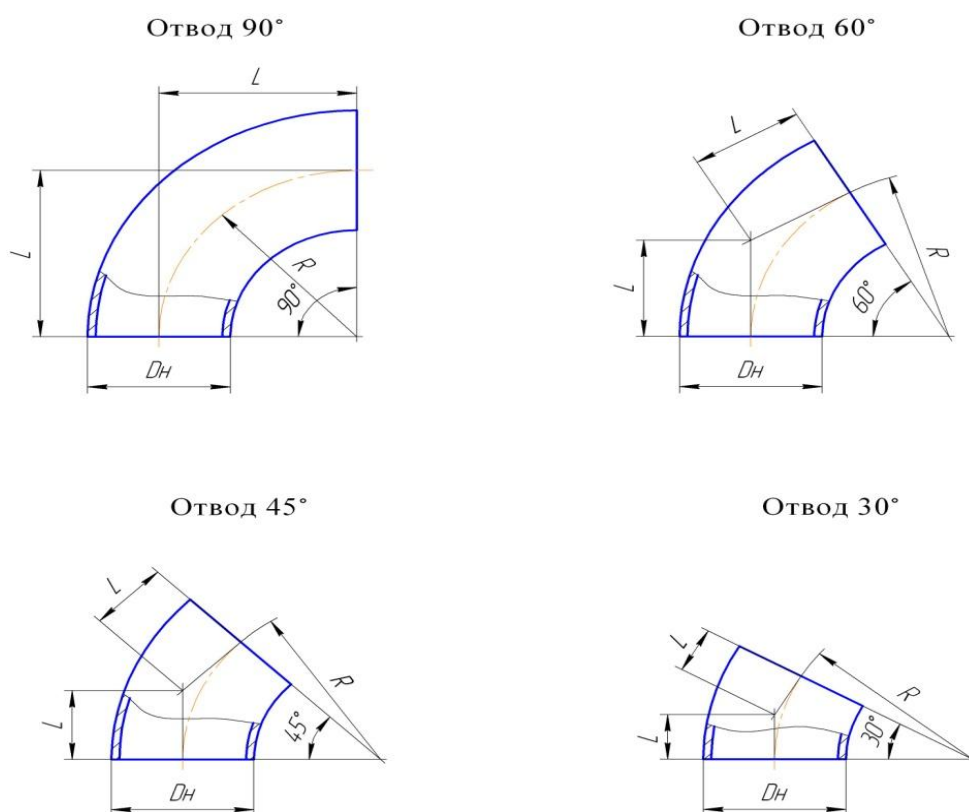 Отвод 90°
L
L
R
90°
Dн
Отвод 60°
L
L
R
60°
Dн
Отвод 45°
L
L
R
45°
Dн
Отвод 30°
L
L
R
30°
Dн